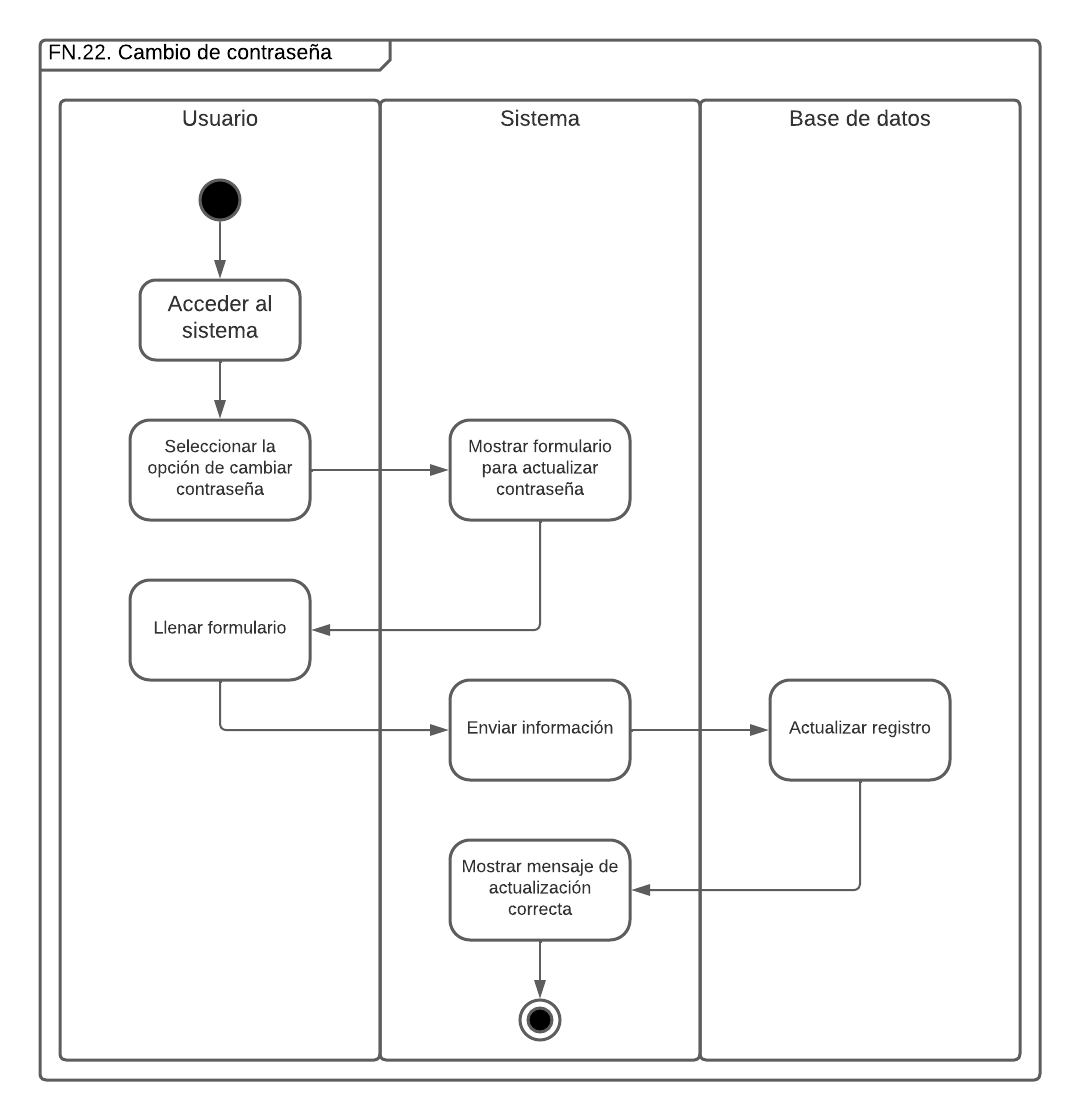 FN.22. Cambio de contraseña
Usuario
Sistema
Base de datos
Acceder al
sistema
Seleccionar la
opción de cambiar
contraseña
Mostrar formulario
para actualizar
contraseña
Llenar formulario
Enviar información
Actualizar registro
Mostrar mensaje de
actualización
correcta